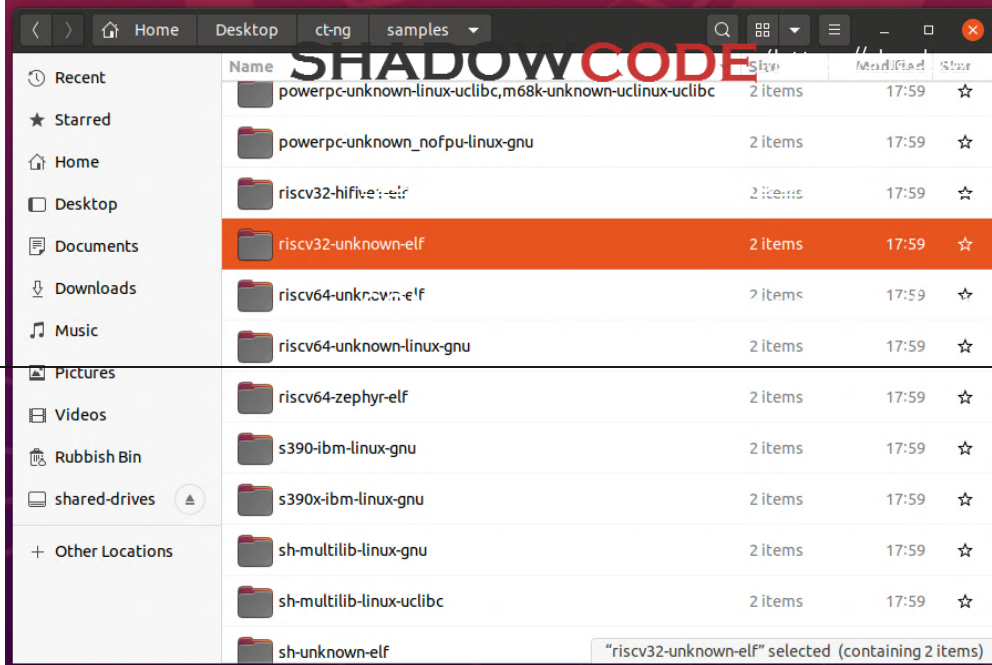 Home Desktop ct-ng samples
SHADOWCODE
Name Size Modified Star
Recent
Starred
Home
Desktop
Documents
Downloads
Music
Pictures
Videos
Rubbish Bin
shared-drives
Other Locations
powerpc-unknown-linux-uclibc,m68k-unknown-uclinux-uclibc 2 items 17:59
powerpc-unknown_nofpu-linux-gnu 2 items 17:59
2 items 17:59
riscv32-unknown-elf 2 items 17:59
riscv64-unknown-elf 2 items 17:59
riscv64-unknown-linux-gnu 2 items 17:59
riscv64-zephyr-elf 2 items 17:59
s390-ibm-linux-gnu 2 items 17:59
s390x-ibm-linux-gnu 2 items 17:59
sh-multilib-linux-gnu 2 items 17:59
sh-multilib-linux-uclibc 2 items 17:59
sh-unknown-elf
“riscv32-unknown-elf” selected (containing 2 items)